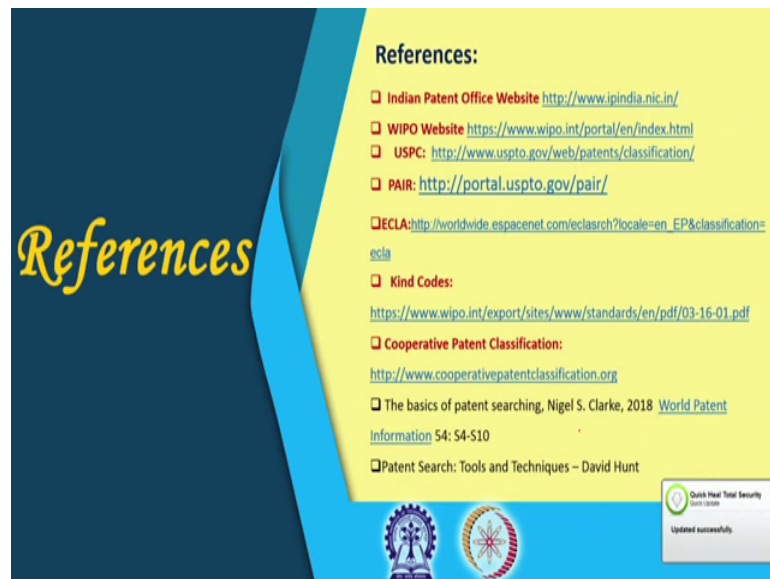 References
References:
Indian Patent Office Website http://www.ipindia.nic.in/
WIPO Website https://www.wipo.int/portal/en/index.html
USPC: http://www.uspto.gov/web/patents/classification/
PAIR: http://portal.uspto.gov/pair/
ECLA:http://worldwide.espacenet.com/eclasrch?locale=en_EP&classification=
ecla
Kind Codes:
https://www.wipo.int/export/sites/www/standards/en/pdf/03-16-01.pdf
Cooperative Patent Classification:
http://www.cooperativepatentclassification.org
The basics of patent searching, Nigel S. Clarke, 2018 World Patent
Information 54: S4-S10
Patent Search: Tools and Techniques – David Hunt
Quick Heal Total Security
Quick Update
Updated successfully.